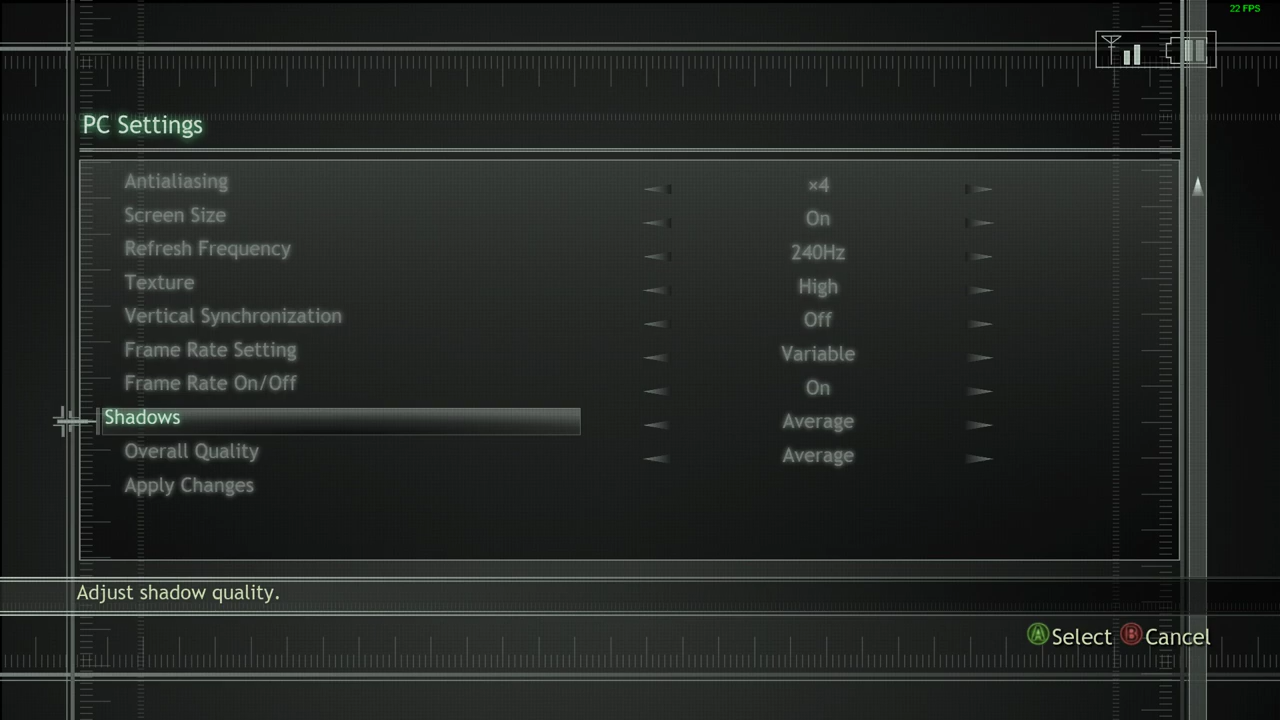 22 FPS
PC Settings
Antialiasing ×4
Screen Size On
Refresh Frequency 240Hz
Texture High
Vertical Synchronization Off
Frame Rate Setting Variable
Frame Rate On/Off On
Shadows Average
Overall Quality Average
Apply Changes
Adjust shadow quality.
A Select B Cancel